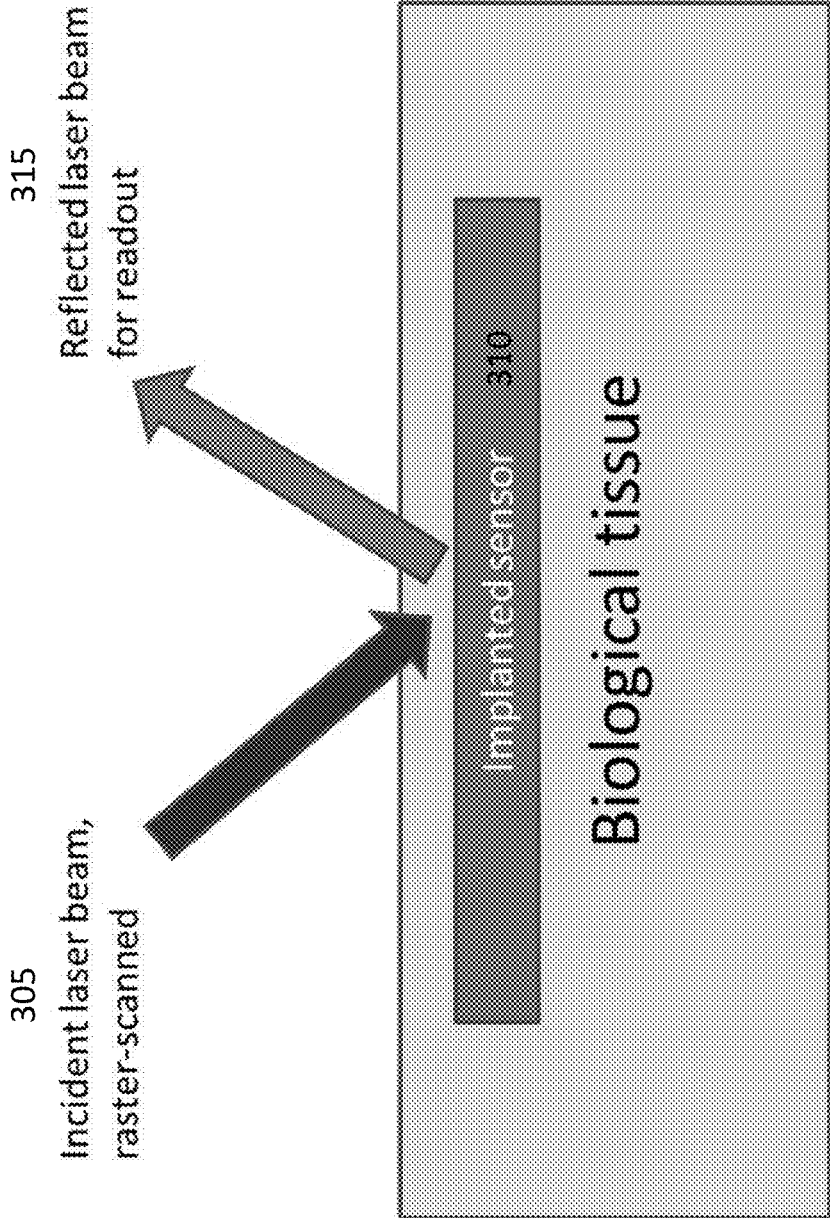 305
Incident laser beam,
raster-scanned
315
Reflected laser beam
for readout
Implanted sensor 310
Biological tissue